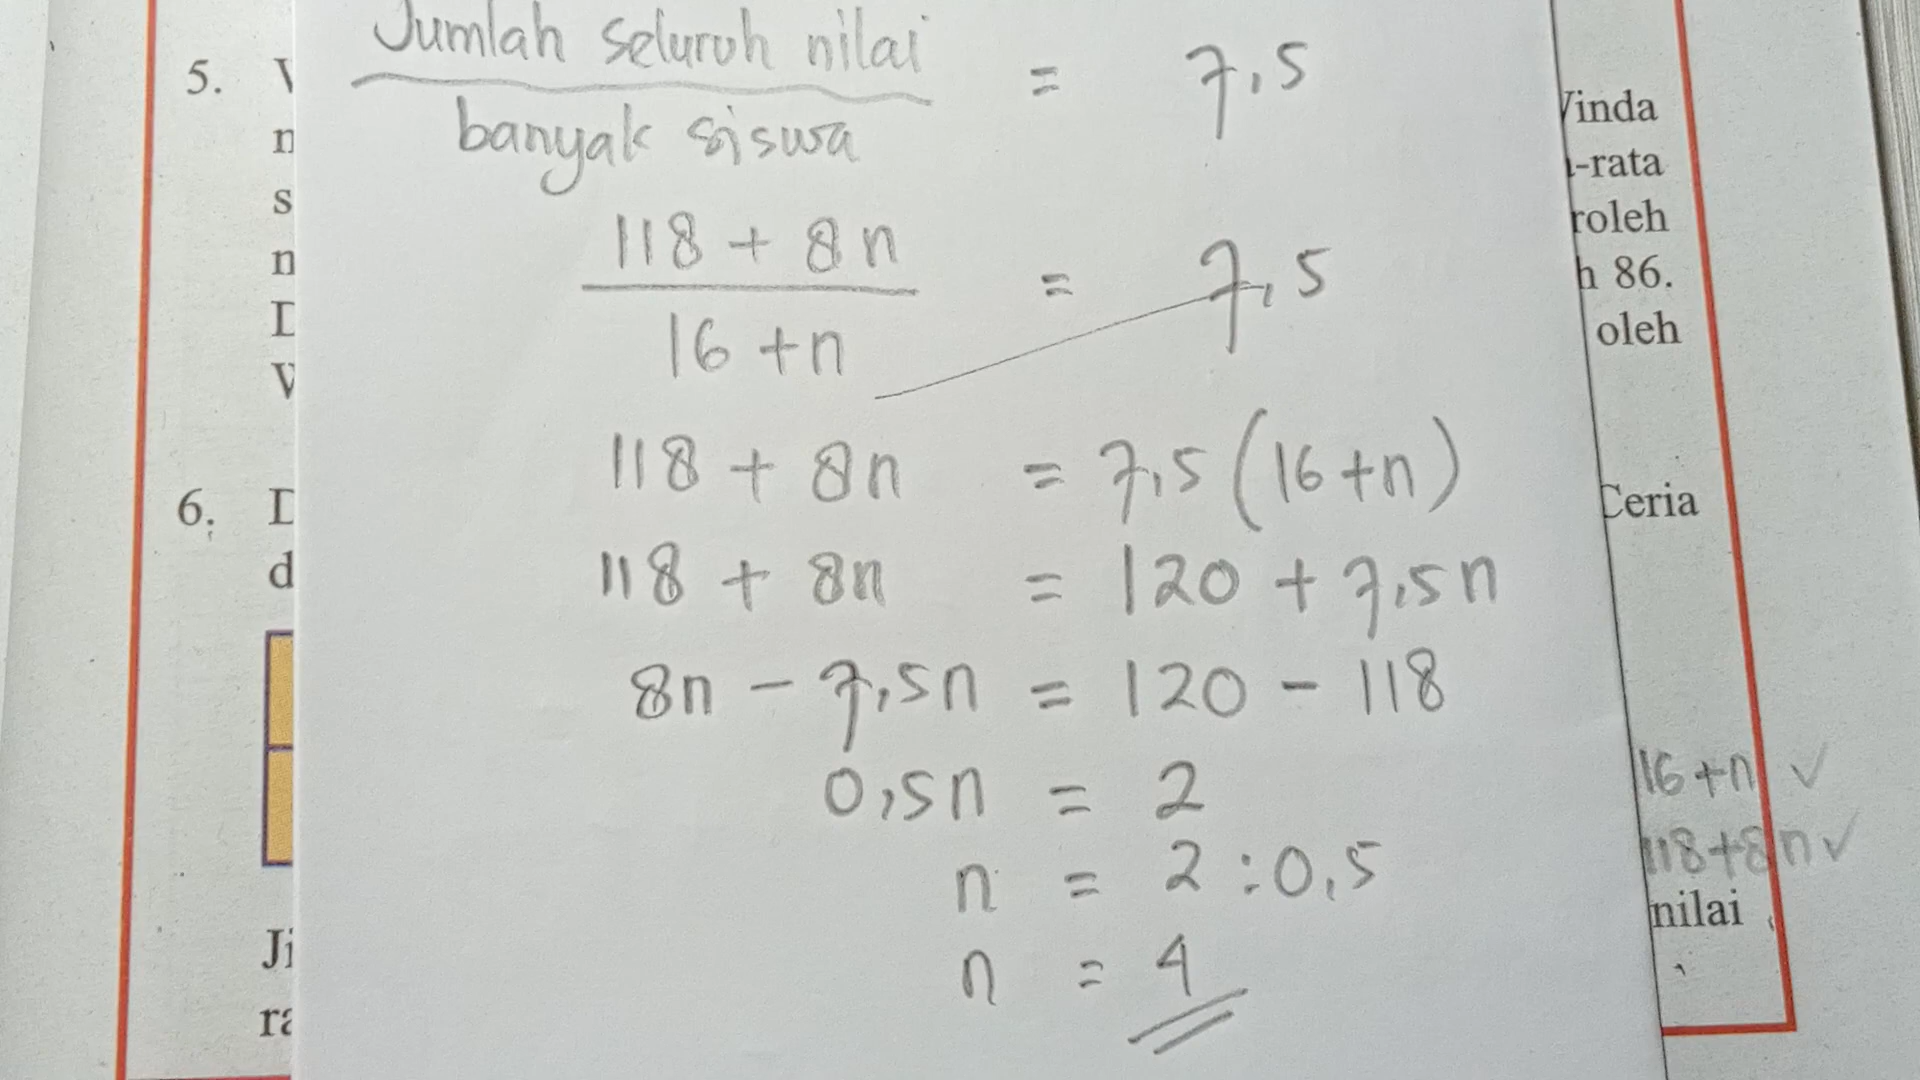 Jumlah seluruh nilai = 7,5
banyak siswa
118 + 8n = 7,5
16 + n
118 + 8n = 7,5 (16+n)
118 + 8n = 120 + 7,5n
8n - 7,5n = 120 - 118
0,5n = 2
n = 2 : 0,5
n = 4
5.
n
s
n
6.
d
Ji
inda
-rata
roleh
h 86.
oleh
Ceria
16+n ✓
118+8n ✓
nilai